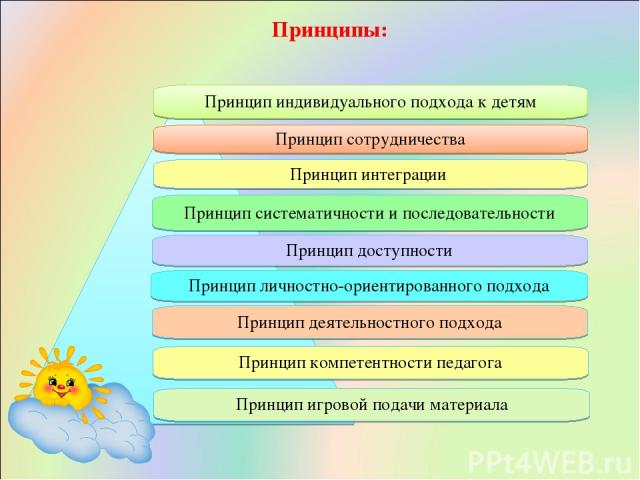 Принципы:
Принцип индивидуального подхода к детям
Принцип сотрудничества
Принцип интеграции
Принцип систематичности и последовательности
Принцип доступности
Принцип личностно-ориентированного подхода
Принцип деятельностного подхода
Принцип компетентности педагога
Принцип игровой подачи материала
PPt4WEB.ru